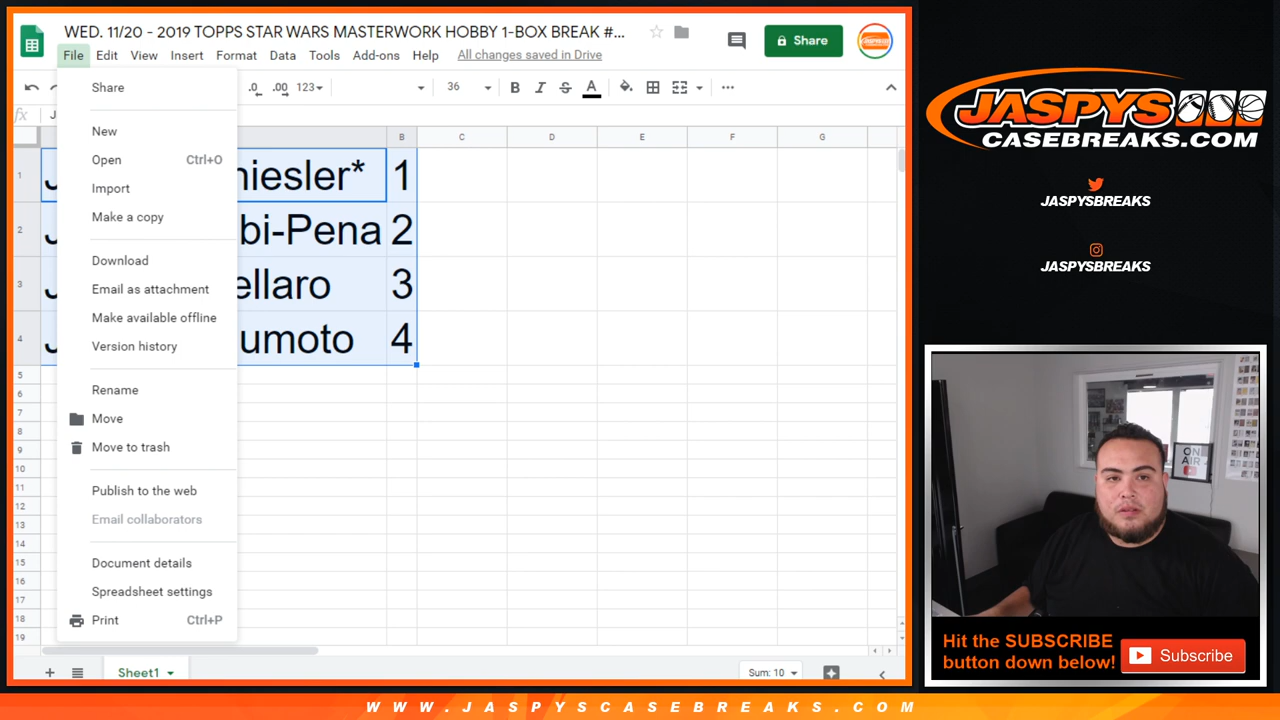 WED. 11/20 - 2019 TOPPS STAR WARS MASTERWORK HOBBY 1-BOX BREAK #...
Share
File Edit View Insert Format Data Tools Add-ons Help All changes saved in Drive
.0 .00 123 36 B I S A
fx
A B C D E F G
Share
New
Open Ctrl+O
Import
Make a copy
Download
Email as attachment
Make available offline
Version history
Rename
Move
Move to trash
Publish to the web
Email collaborators
Document details
Spreadsheet settings
Print Ctrl+P
1 hiesler* 1
2 bi-Pena 2
3 ellaro 3
4 umoto 4
5
6
7
8
9
10
11
12
13
14
15
16
17
18
19
Sheet1
Sum: 10
JASPYS
CASEBREAKS.COM
JASPYSBREAKS
JASPYSBREAKS
ON
AIR
Hit the SUBSCRIBE
button down below!
Subscribe
WWW.JASPYSCASEBREAKS.COM